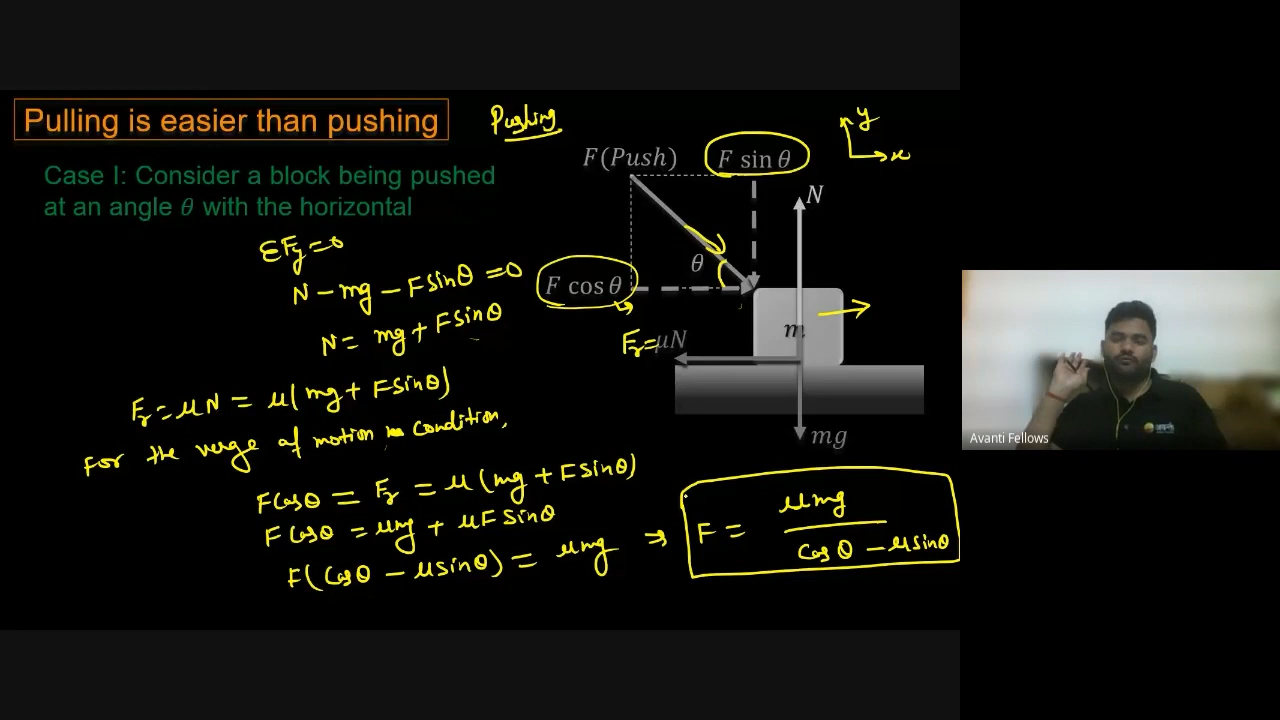 Pulling is easier than pushing
Pushing
Case I: Consider a block being pushed
at an angle θ with the horizontal
F(Push)
F sin θ
y
x
N
θ
F cos θ
m
Fr = μN
mg
ΣFy = 0
N - mg - F sinθ = 0
N = mg + F sinθ
Fr = μN = μ(mg + F sinθ)
For the verge of motion condition,
F cosθ = Fr = μ(mg + F sinθ)
F cosθ = μmg + μF sinθ
F(cosθ - μ sinθ) = μmg ⇒ F = μmg / cosθ - μ sinθ
Avanti Fellows